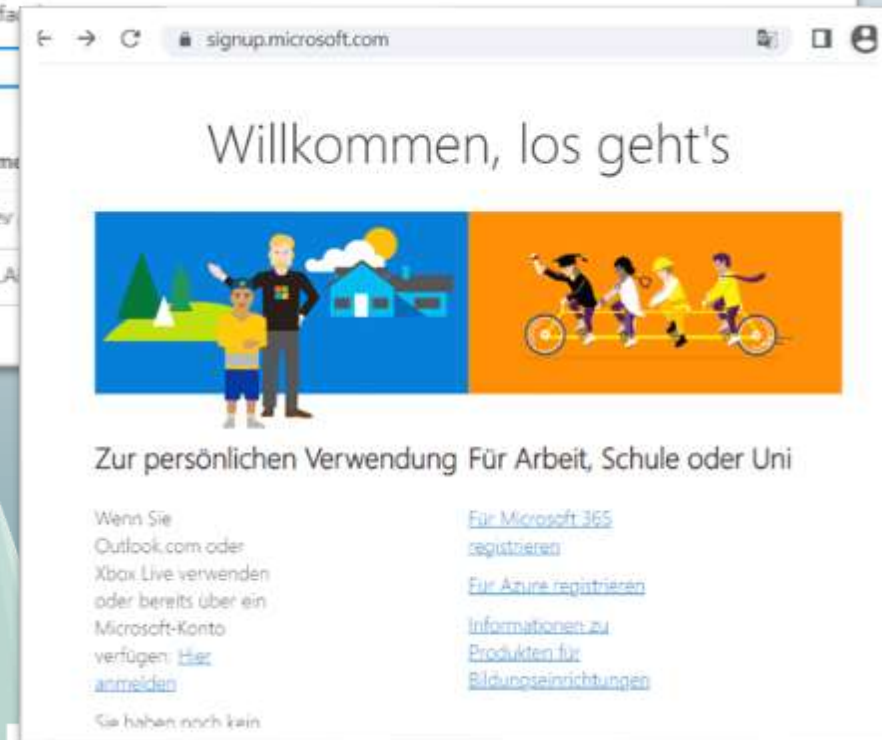 signup.microsoft.com
Willkommen, los geht's
Zur persönlichen Verwendung
Für Arbeit, Schule oder Uni
Wenn Sie
Outlook.com oder
Xbox Live verwenden
oder bereits über ein
Microsoft-Konto
verfügen: Hier
anmelden
Sie haben noch kein
Für Microsoft 365
registrieren
Für Azure registrieren
Informationen zu
Produkten für
Bildungseinrichtungen